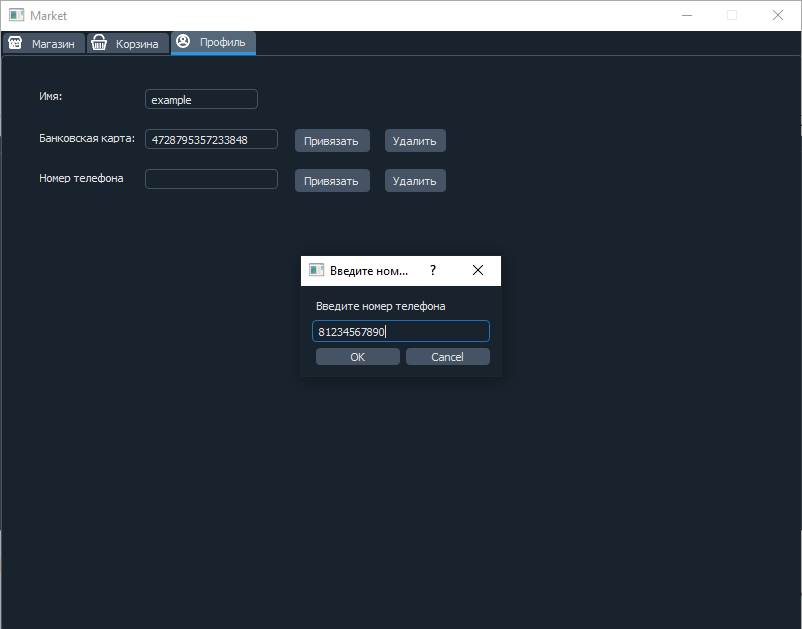 Market
Магазин Корзина Профиль
Имя: example
Банковская карта: 4728795357233848 Привязать Удалить
Номер телефона Привязать Удалить
Введите ном... ?
Введите номер телефона
81234567890
OK Cancel